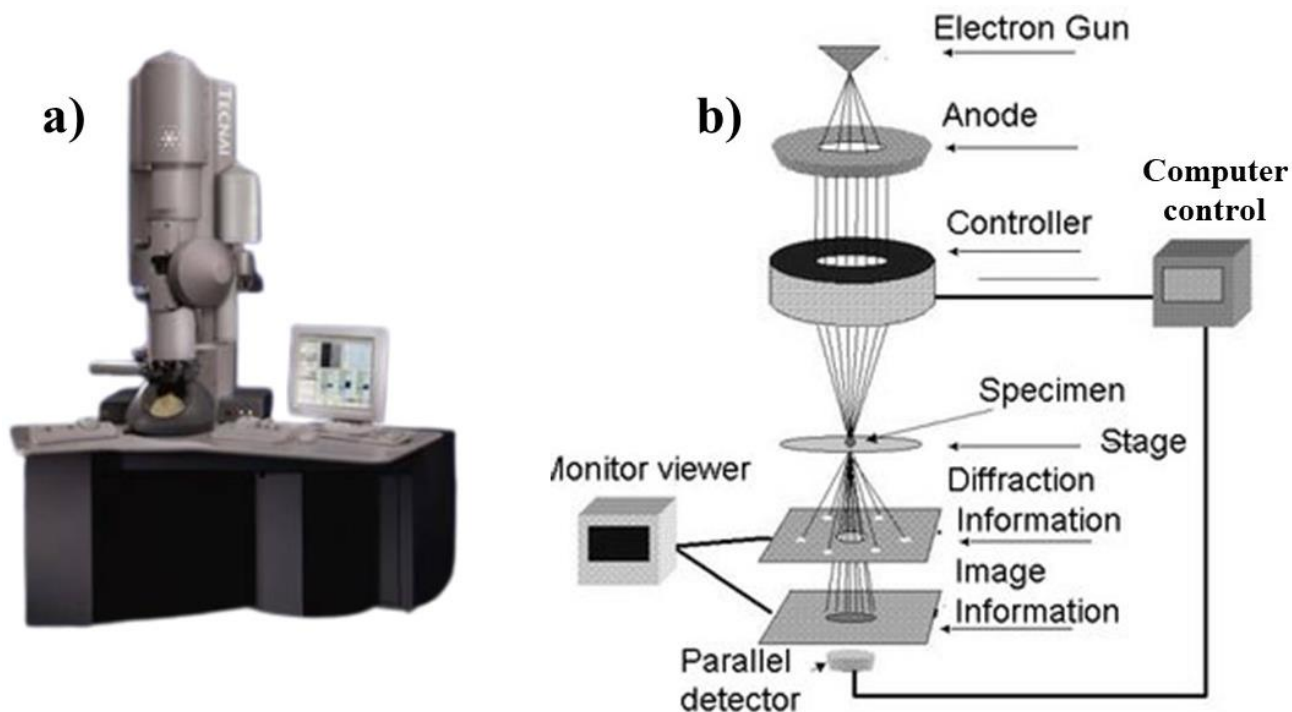 a)
TECNAI
b)
Electron Gun
Anode
Computer
control
Controller
Specimen
Stage
Monitor viewer
Diffraction
Information
Image
Information
Parallel
detector